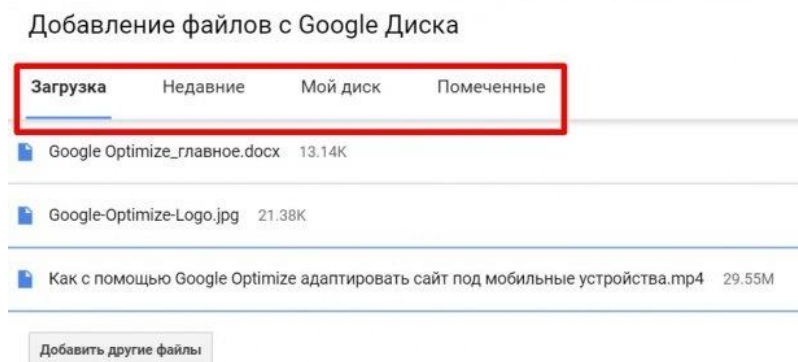 Добавление файлов с Google Диска
Загрузка Недавние Мой диск Помеченные
Google Optimize_главное.docx 13.14K
Google-Optimize-Logo.jpg 21.38K
Как с помощью Google Optimize адаптировать сайт под мобильные устройства.mp4 29.55M
Добавить другие файлы